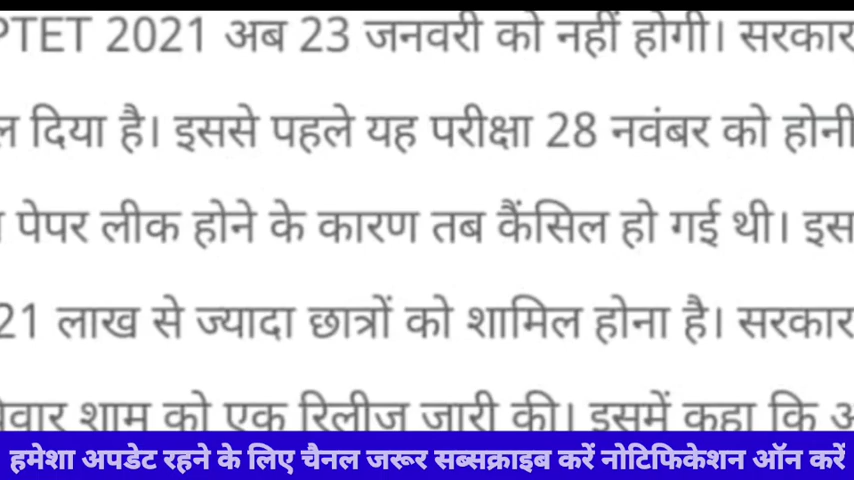 PTET 2021 अब 23 जनवरी को नहीं होगी। सरकार
दिया है। इससे पहले यह परीक्षा 28 नवंबर को होनी
पेपर लीक होने के कारण तब कैंसिल हो गई थी। इस
21 लाख से ज्यादा छात्रों को शामिल होना है। सरकार
शाम को एक रिलीज जारी की। इसमें कहा कि
हमेशा अपडेट रहने के लिए चैनल जरूर सब्सक्राइब करें नोटिफिकेशन ऑन करें